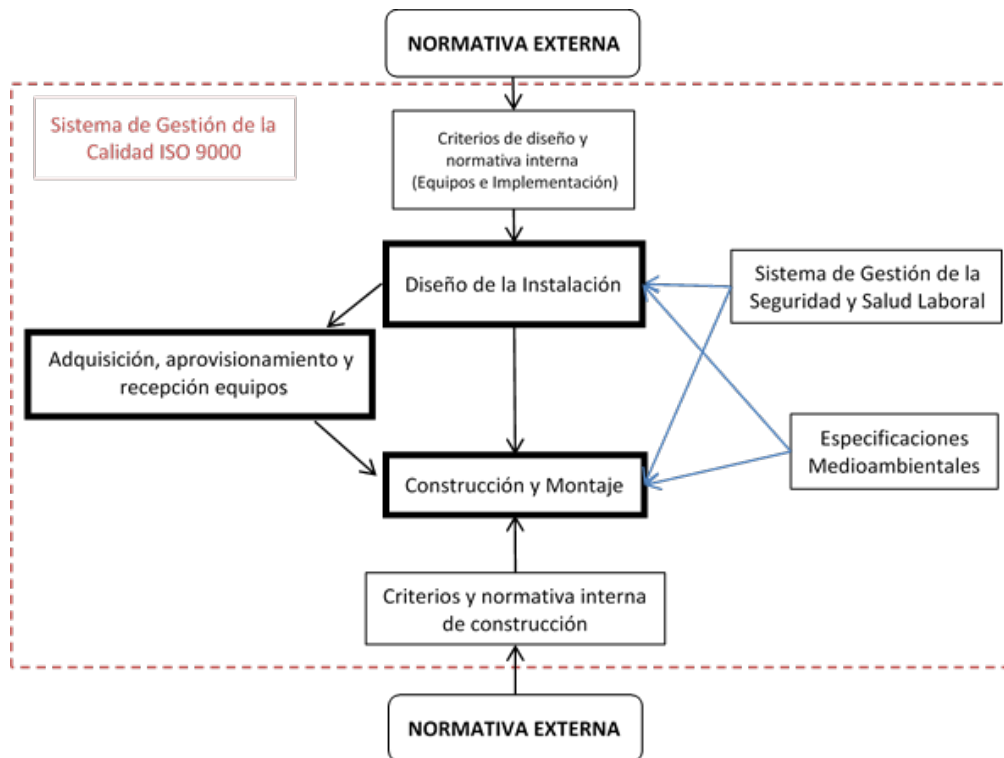 NORMATIVA EXTERNA
Sistema de Gestión de la
Calidad ISO 9000
Criterios de diseño y
normativa interna
(Equipos e Implementación)
Diseño de la Instalación
Sistema de Gestión de la
Seguridad y Salud Laboral
Adquisición, aprovisionamiento y
recepción equipos
Especificaciones
Medioambientales
Construcción y Montaje
Criterios y normativa interna
de construcción
NORMATIVA EXTERNA